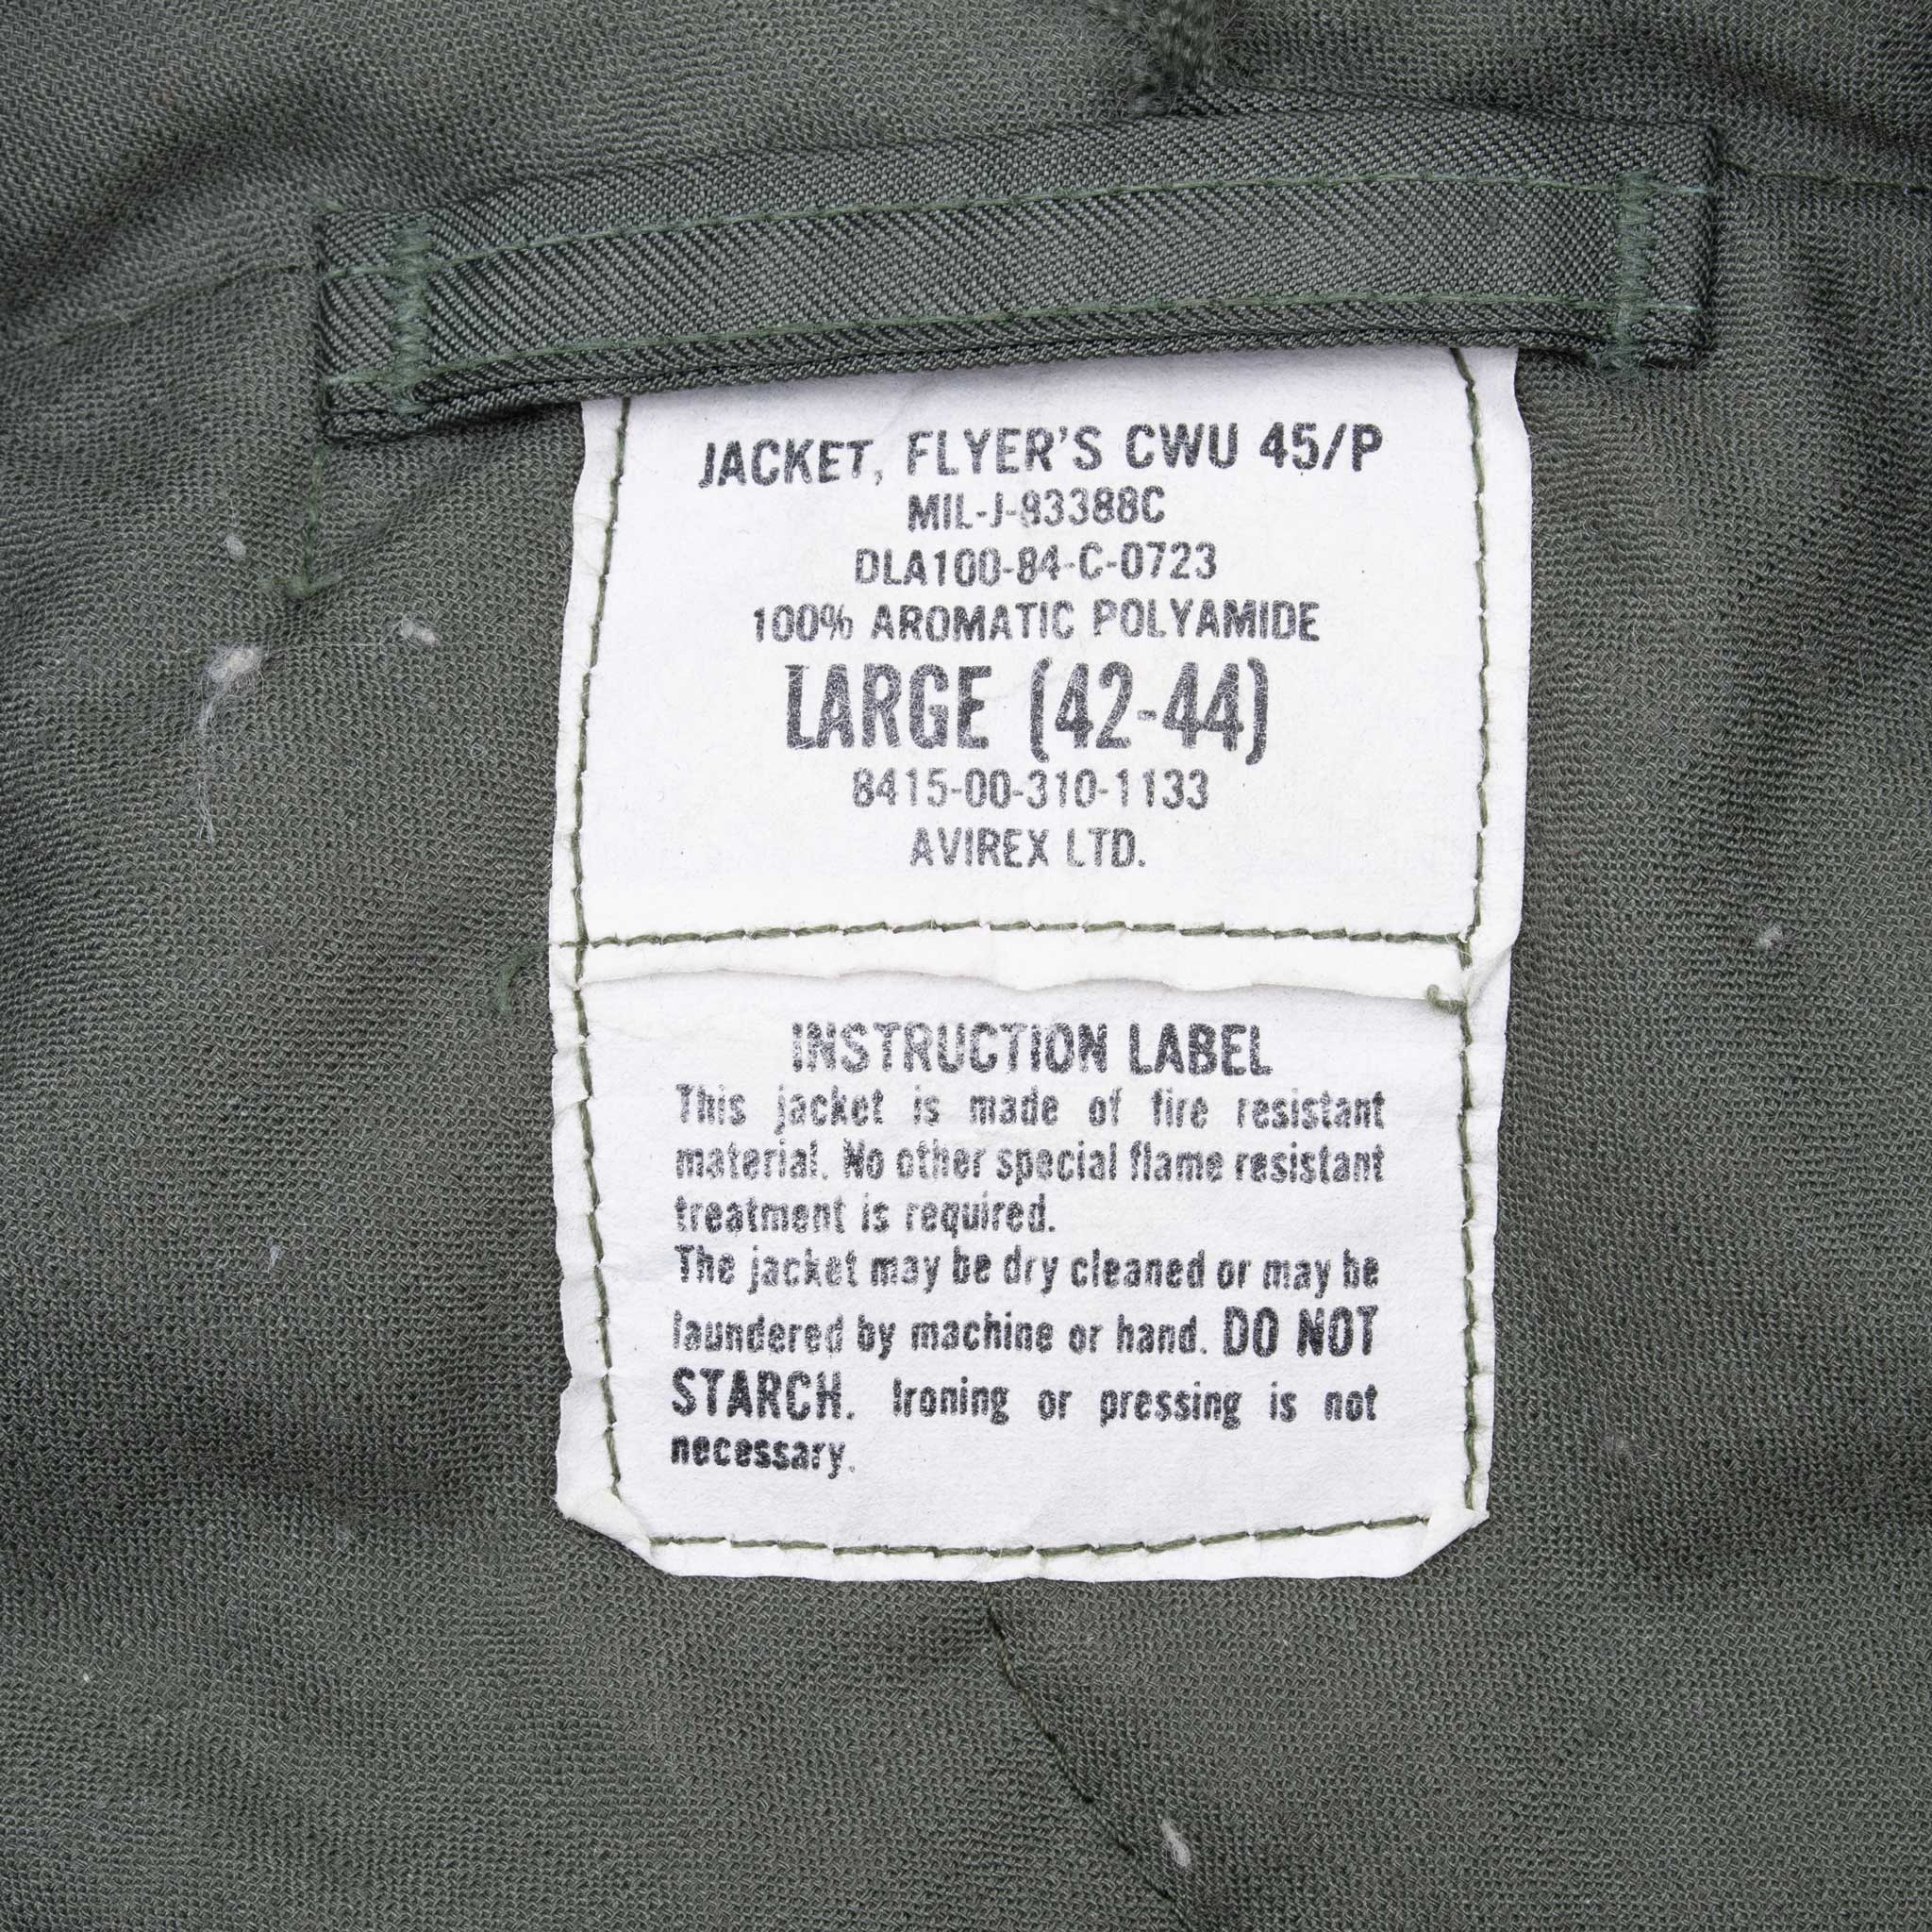 JACKET, FLYER'S CWU 45/P
MIL-J-83388C
DLA100-84-C-0723
100% AROMATIC POLYAMIDE
LARGE (42-44)
8415-00-310-1133
AVIREX LTD.
INSTRUCTION LABEL
This jacket is made of fire resistant
material. No other special flame resistant
treatment is required.
The jacket may be dry cleaned or may be
laundered by machine or hand. DO NOT
STARCH. Ironing or pressing is not
necessary.